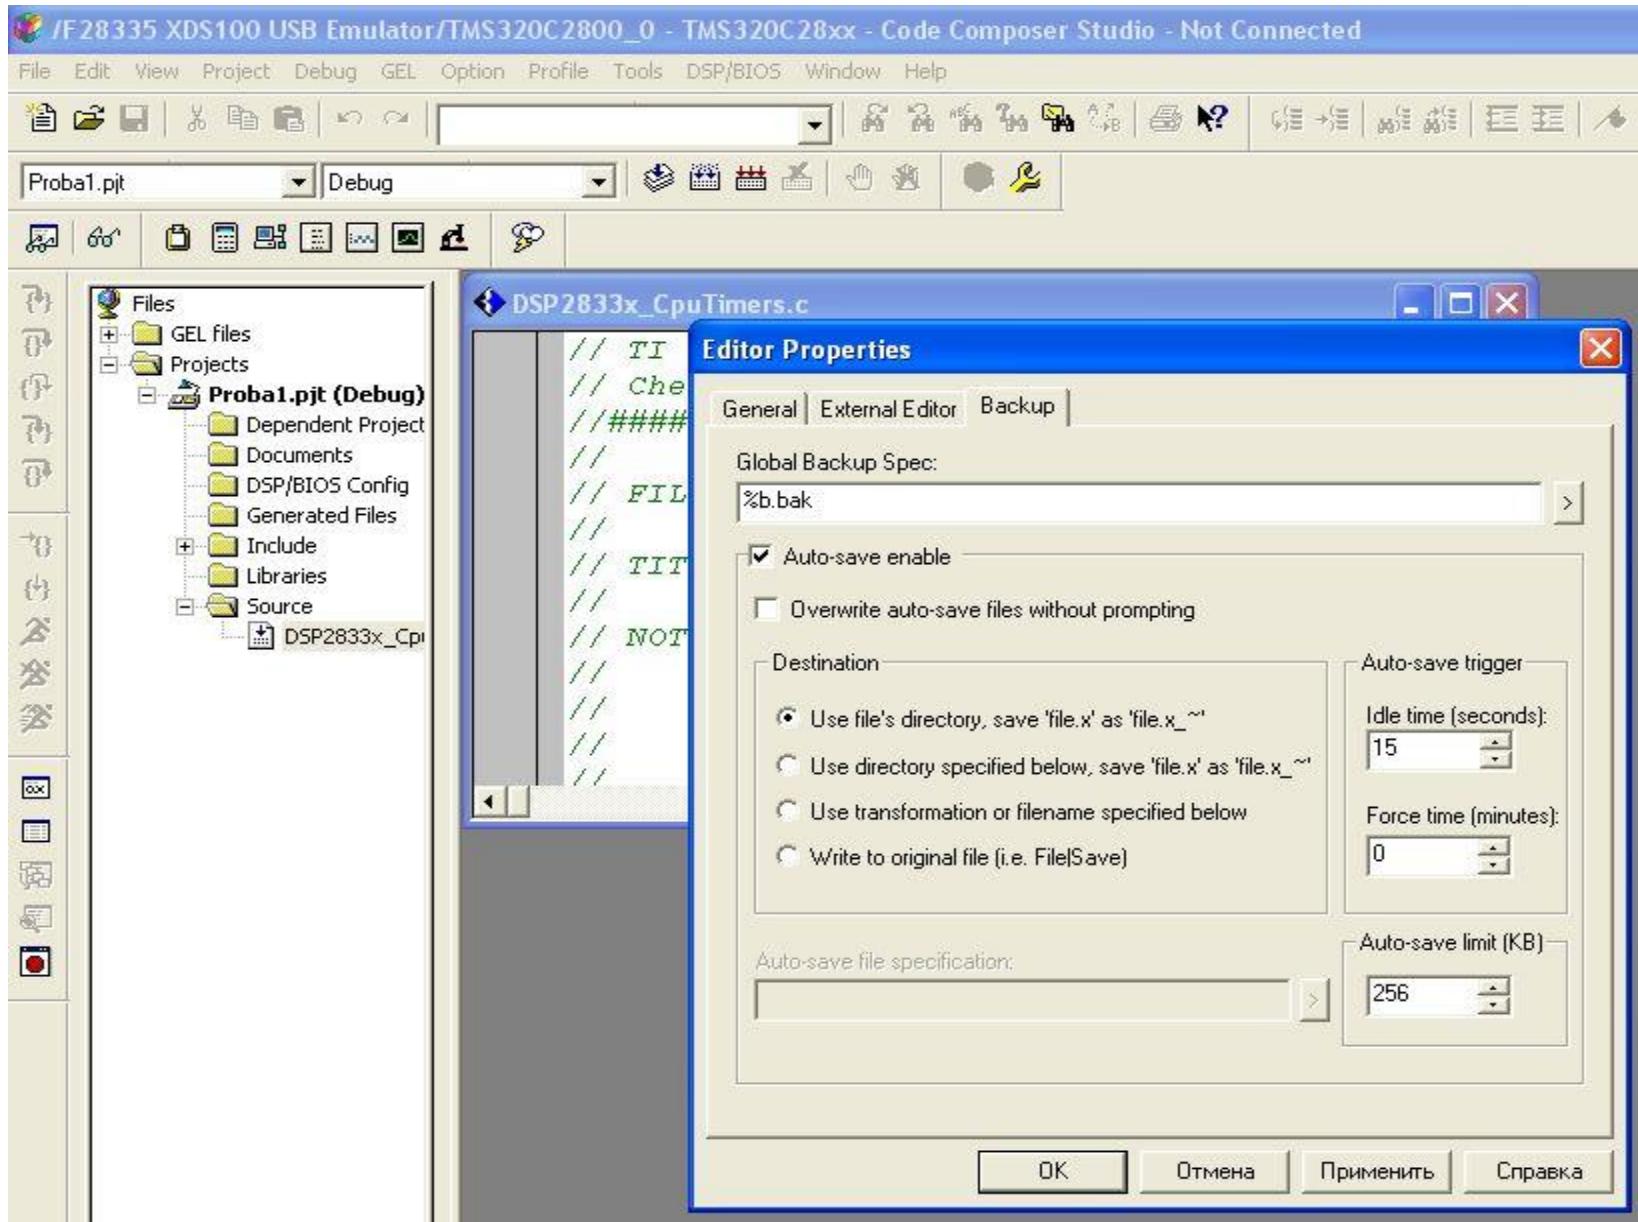 /F28335 XDS100 USB Emulator/TMS320C2800_0 - TMS320C28xx - Code Composer Studio - Not Connected
File Edit View Project Debug GEL Option Profile Tools DSP/BIOS Window Help
Proba1.pjt Debug
Files
GEL files
Projects
Proba1.pjt (Debug)
Dependent Project
Documents
DSP/BIOS Config
Generated Files
Include
Libraries
Source
DSP2833x_Cpu
DSP2833x_CpuTimers.c
// TI
// Che
//####
//
// FIL
//
// TIT
//
// NOT
//
//
//
//
Editor Properties
General External Editor Backup
Global Backup Spec:
%b.bak
>
Auto-save enable
Overwrite auto-save files without prompting
Destination
Use file's directory, save 'file.x' as 'file.x_~'
Use directory specified below, save 'file.x' as 'file.x_~'
Use transformation or filename specified below
Write to original file (i.e. File|Save)
Auto-save trigger
Idle time (seconds):
15
Force time (minutes):
0
Auto-save file specification:
>
Auto-save limit (KB)
256
OK Отмена Применить Справка